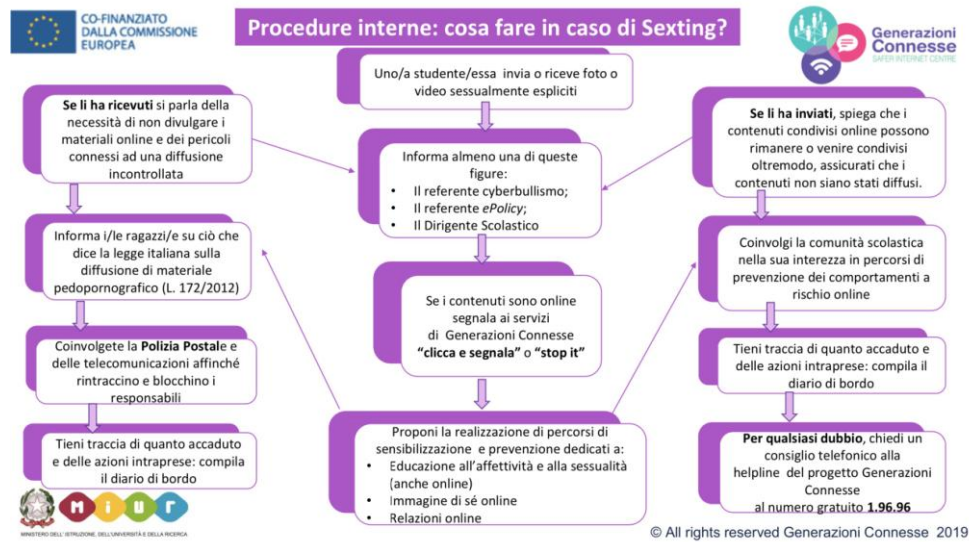 CO-FINANZIATO
DALLA COMMISSIONE
EUROPEA
Procedure interne: cosa fare in caso di Sexting?
Generazioni
Connesse
SAFER INTERNET CENTRE
Uno/a studente/essa invia o riceve foto o
video sessualmente espliciti
Se li ha ricevuti si parla della
necessità di non divulgare i
materiali online e dei pericoli
connessi ad una diffusione
incontrollata
Informa almeno una di queste
figure:
• Il referente cyberbullismo;
• Il referente ePolicy;
• Il Dirigente Scolastico
Se li ha inviati, spiega che i
contenuti condivisi online possono
rimanere o venire condivisi
oltremodo, assicurati che i
contenuti non siano stati diffusi.
Informa i/le ragazzi/e su ciò che
dice la legge italiana sulla
diffusione di materiale
pedopornografico (L. 172/2012)
Se i contenuti sono online
segnala ai servizi
di Generazioni Connesse
“clicca e segnala” o “stop it”
Coinvolgi la comunità scolastica
nella sua interezza in percorsi di
prevenzione dei comportamenti a
rischio online
Coinvolgete la Polizia Postale e
delle telecomunicazioni affinché
rintraccino e blocchino i
responsabili
Tieni traccia di quanto accaduto e
delle azioni intraprese: compila il
diario di bordo
Tieni traccia di quanto accaduto
e delle azioni intraprese: compila
il diario di bordo
Proponi la realizzazione di percorsi di
sensibilizzazione e prevenzione dedicati a:
• Educazione all’affettività e alla sessualità
(anche online)
• Immagine di sé online
• Relazioni online
Per qualsiasi dubbio, chiedi un
consiglio telefonico alla
helpline del progetto Generazioni
Connesse
al numero gratuito 1.96.96
MIUR
MINISTERO DELL’ISTRUZIONE, DELL’UNIVERSITÀ E DELLA RICERCA
© All rights reserved Generazioni Connesse 2019